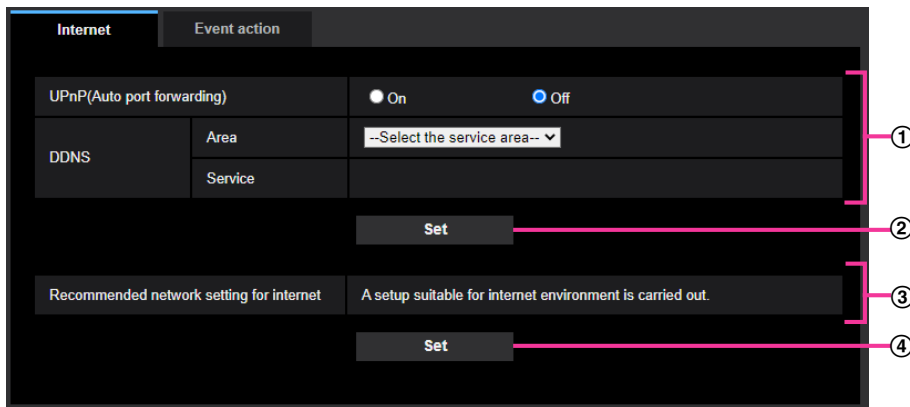 Internet Event action
UPnP(Auto port forwarding) On Off
DDNS Area --Select the service area--
Service
①
Set ②
Recommended network setting for internet A setup suitable for internet environment is carried out. ③
Set ④